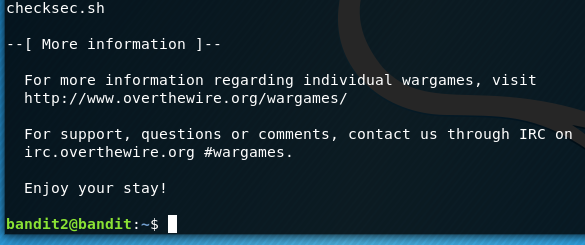 checksec.sh
--[ More information ]--
For more information regarding individual wargames, visit
http://www.overthewire.org/wargames/
For support, questions or comments, contact us through IRC on
irc.overthewire.org #wargames.
Enjoy your stay!
bandit2@bandit:~$